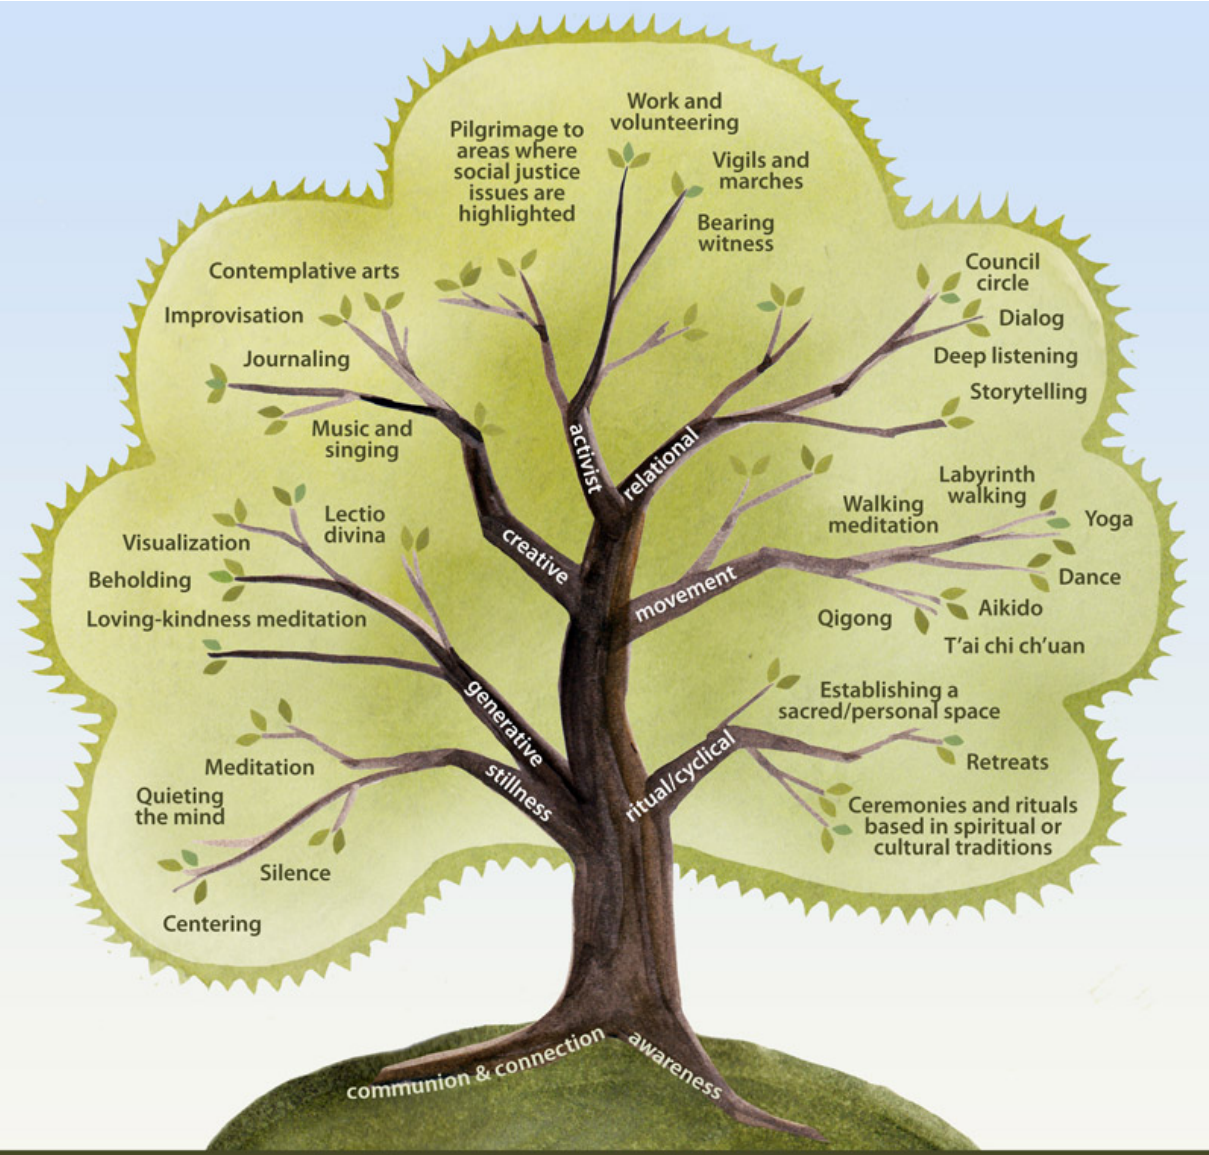 Work and
volunteering
Pilgrimage to
areas where
social justice
issues are
highlighted
Vigils and
marches
Bearing
witness
Contemplative arts
Improvisation
Journaling
Music and
singing
Council
circle
Dialog
Deep listening
Storytelling
activist
relational
creative
movement
Lectio
divina
Visualization
Beholding
Loving-kindness meditation
Labyrinth
walking
Walking
meditation
Yoga
Dance
Aikido
Qigong
T'ai chi ch'uan
generative
stillness
ritual/cyclical
Meditation
Quieting
the mind
Silence
Centering
Establishing a
sacred/personal space
Retreats
Ceremonies and rituals
based in spiritual or
cultural traditions
communion & connection
awareness